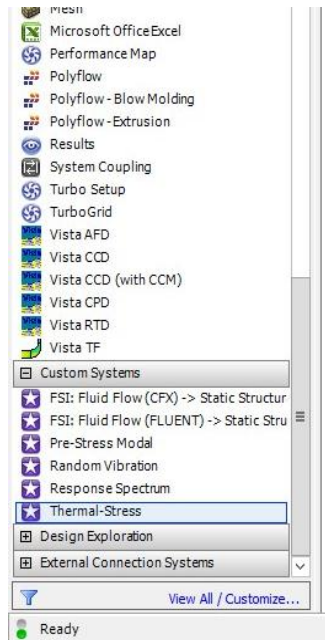 Mesh
Microsoft Office Excel
Performance Map
Polyflow
Polyflow - Blow Molding
Polyflow - Extrusion
Results
System Coupling
Turbo Setup
TurboGrid
Vista AFD
Vista CCD
Vista CCD (with CCM)
Vista CPD
Vista RTD
Vista TF
Custom Systems
FSI: Fluid Flow (CFX) -> Static Structur
FSI: Fluid Flow (FLUENT) -> Static Stru
Pre-Stress Modal
Random Vibration
Response Spectrum
Thermal-Stress
Design Exploration
External Connection Systems
View All / Customize...
Ready